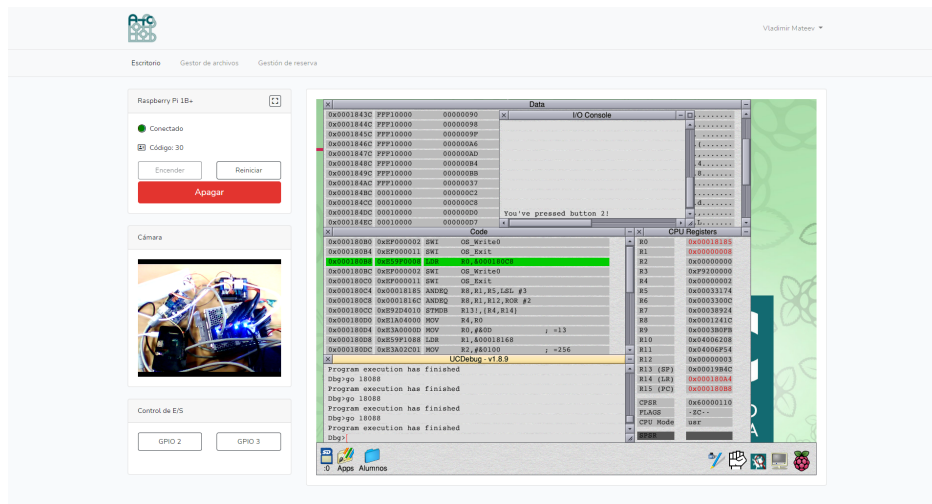 Vladimir Mateev
Escritorio Gestor de archivos Gestión de reserva
Raspberry Pi 1B+
Conectado
Código: 30
Encender Reiniciar
Apagar
Cámara
Control de E/S
GPIO 2 GPIO 3
Data
0x0001843C FFF10000 00000090
0x0001844C FFF10000 00000098
0x0001845C FFF10000 0000009F
0x0001846C FFF10000 000000A6
0x0001847C FFF10000 000000AD
0x0001848C FFF10000 000000B4
0x0001849C FFF10000 000000BB
0x000184AC FFF10000 00000037
0x000184BC 00010000 000000C2
0x000184CC 00010000 000000C8
0x000184DC 00010000 000000D0
0x000184EC 00010000 000000D7
I/O Console
You've pressed button 2!
Code
0x000180B0 0xEF000002 SWI OS_Write0
0x000180B4 0xEF000011 SWI OS_Exit
0x000180B8 0xE59F0008 LDR R0,&000180C8
0x000180BC 0xEF000002 SWI OS_Write0
0x000180C0 0xEF000011 SWI OS_Exit
0x000180C4 0x00018185 ANDEQ R8,R1,R5,LSL #3
0x000180C8 0x0001816C ANDEQ R8,R1,R12,ROR #2
0x000180CC 0xE92D4010 STMDB R13!,{R4,R14}
0x000180D0 0xE1A04000 MOV R4,R0
0x000180D4 0xE3A0000D MOV R0,#&0D ; =13
0x000180D8 0xE59F1088 LDR R1,&00018168
0x000180DC 0xE3A02C01 MOV R2,#&0100 ; =256
CPU Registers
R0 0x00018185
R1 0x00000008
R2 0x00000000
R3 0xF9200000
R4 0x00000002
R5 0x00033174
R6 0x0003300C
R7 0x00038924
R8 0x0001241C
R9 0x0003B0FB
R10 0x04006208
R11 0x04006F54
R12 0x00000003
R13 (SP) 0x00019B4C
R14 (LR) 0x000180A4
R15 (PC) 0x000180B8
CPSR 0x60000110
FLAGS -ZC--
CPU Mode usr
SPSR
UCDebug - v1.8.9
Program execution has finished
Dbg>go 18088
Program execution has finished
Dbg>go 18088
Program execution has finished
Dbg>go 18088
Program execution has finished
Dbg>
:0 Apps Alumnos